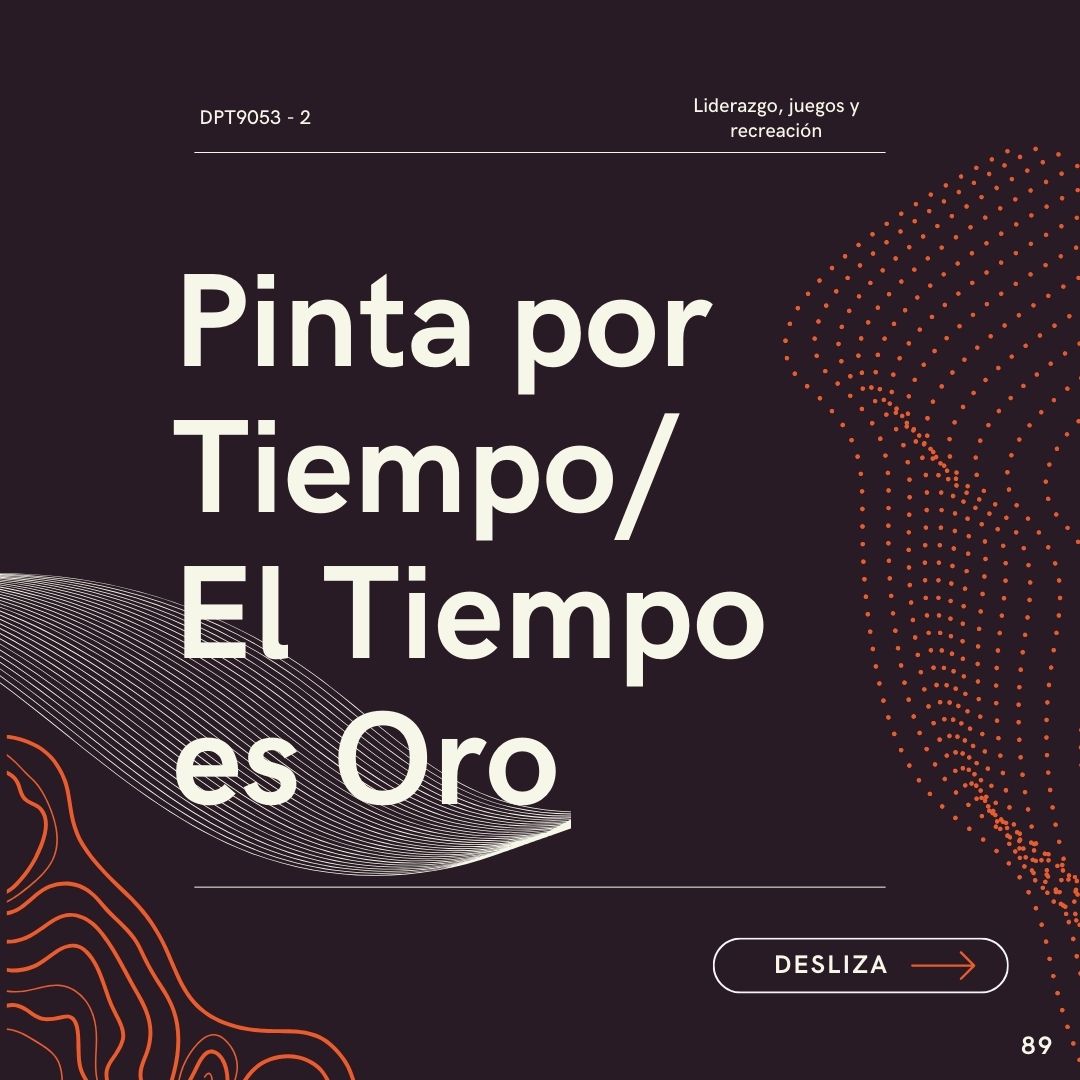 DPT9053 - 2
Liderazgo, juegos y
recreación
Pinta por
Tiempo/
El Tiempo
es Oro
DESLIZA
89